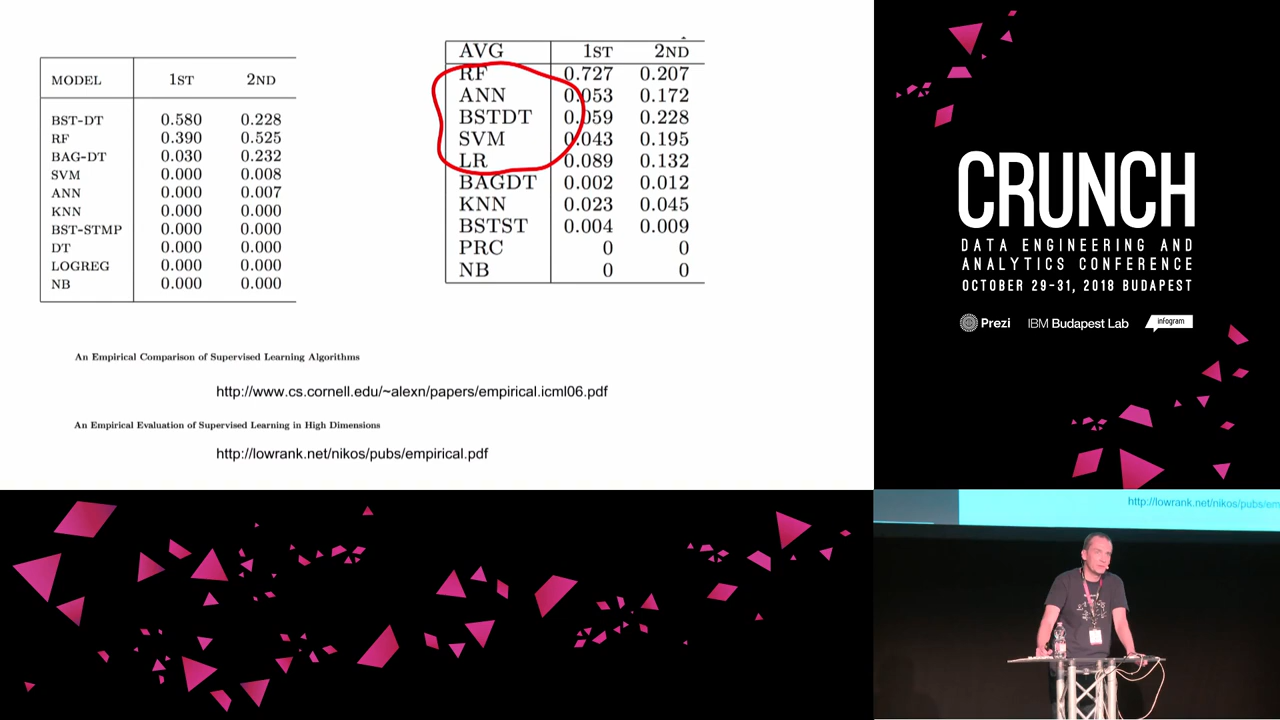 MODEL 1ST 2ND
BST-DT 0.580 0.228
RF 0.390 0.525
BAG-DT 0.030 0.232
SVM 0.000 0.008
ANN 0.000 0.007
KNN 0.000 0.000
BST-STMP 0.000 0.000
DT 0.000 0.000
LOGREG 0.000 0.000
NB 0.000 0.000
AVG 1ST 2ND
RF 0.727 0.207
ANN 0.053 0.172
BSTDT 0.059 0.228
SVM 0.043 0.195
LR 0.089 0.132
BAGDT 0.002 0.012
KNN 0.023 0.045
BSTST 0.004 0.009
PRC 0 0
NB 0 0
An Empirical Comparison of Supervised Learning Algorithms
http://www.cs.cornell.edu/~alexn/papers/empirical.icml06.pdf
An Empirical Evaluation of Supervised Learning in High Dimensions
http://lowrank.net/nikos/pubs/empirical.pdf
CRUNCH
DATA ENGINEERING AND
ANALYTICS CONFERENCE
OCTOBER 29-31, 2018 BUDAPEST
Prezi IBM Budapest Lab infogram
http://lowrank.net/nikos/pubs/em